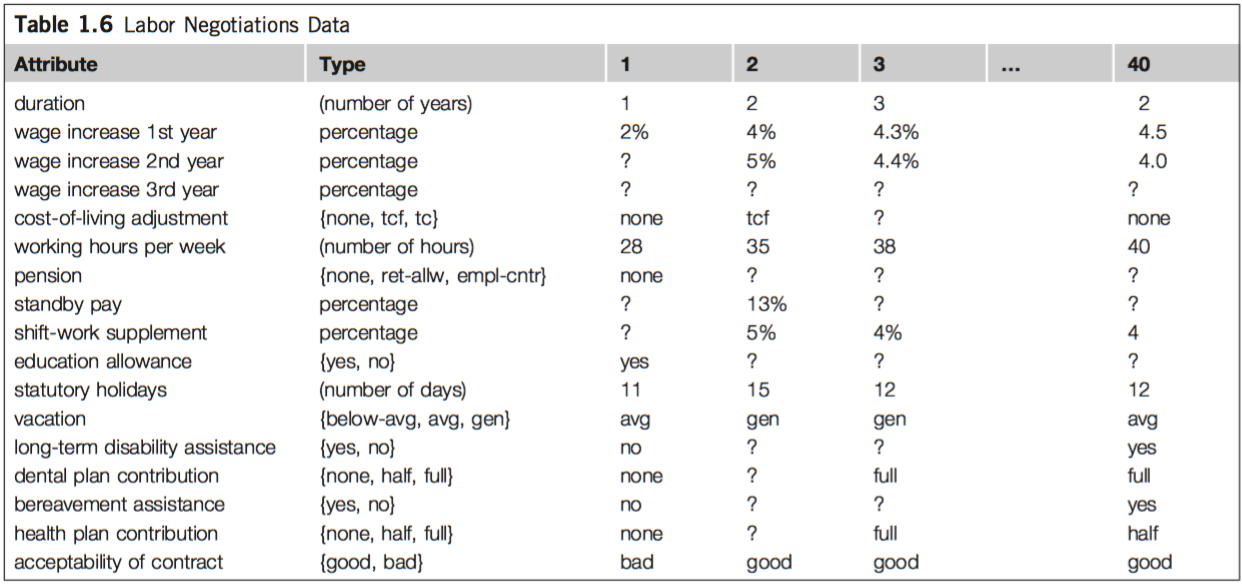 Table 1.6 Labor Negotiations Data
Attribute Type 1 2 3 ... 40
duration (number of years) 1 2 3 2
wage increase 1st year percentage 2% 4% 4.3% 4.5
wage increase 2nd year percentage ? 5% 4.4% 4.0
wage increase 3rd year percentage ? ? ? ?
cost-of-living adjustment {none, tcf, tc} none tcf ? none
working hours per week (number of hours) 28 35 38 40
pension {none, ret-allw, empl-cntr} none ? ? ?
standby pay percentage ? 13% ? ?
shift-work supplement percentage ? 5% 4% 4
education allowance {yes, no} yes ? ? ?
statutory holidays (number of days) 11 15 12 12
vacation {below-avg, avg, gen} avg gen gen avg
long-term disability assistance {yes, no} no ? ? yes
dental plan contribution {none, half, full} none ? full full
bereavement assistance {yes, no} no ? ? yes
health plan contribution {none, half, full} none ? full half
acceptability of contract {good, bad} bad good good good